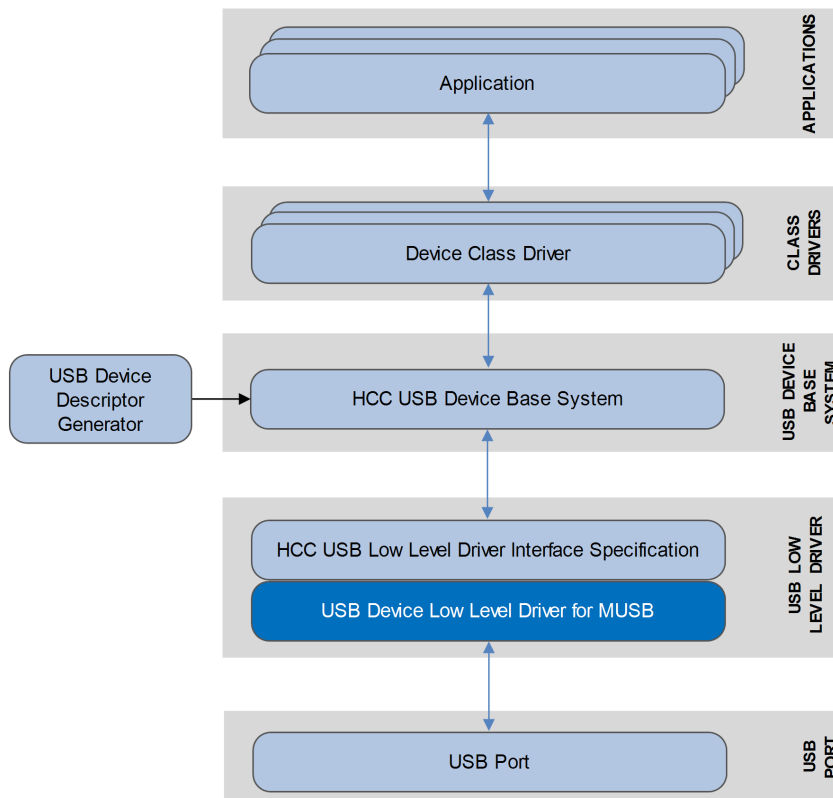 Application
APPLICATIONS
Device Class Driver
CLASS
DRIVERS
USB Device
Descriptor
Generator
HCC USB Device Base System
USB DEVICE
BASE
SYSTEM
HCC USB Low Level Driver Interface Specification
USB Device Low Level Driver for MUSB
USB LOW
LEVEL DRIVER
USB Port
USB
PORT